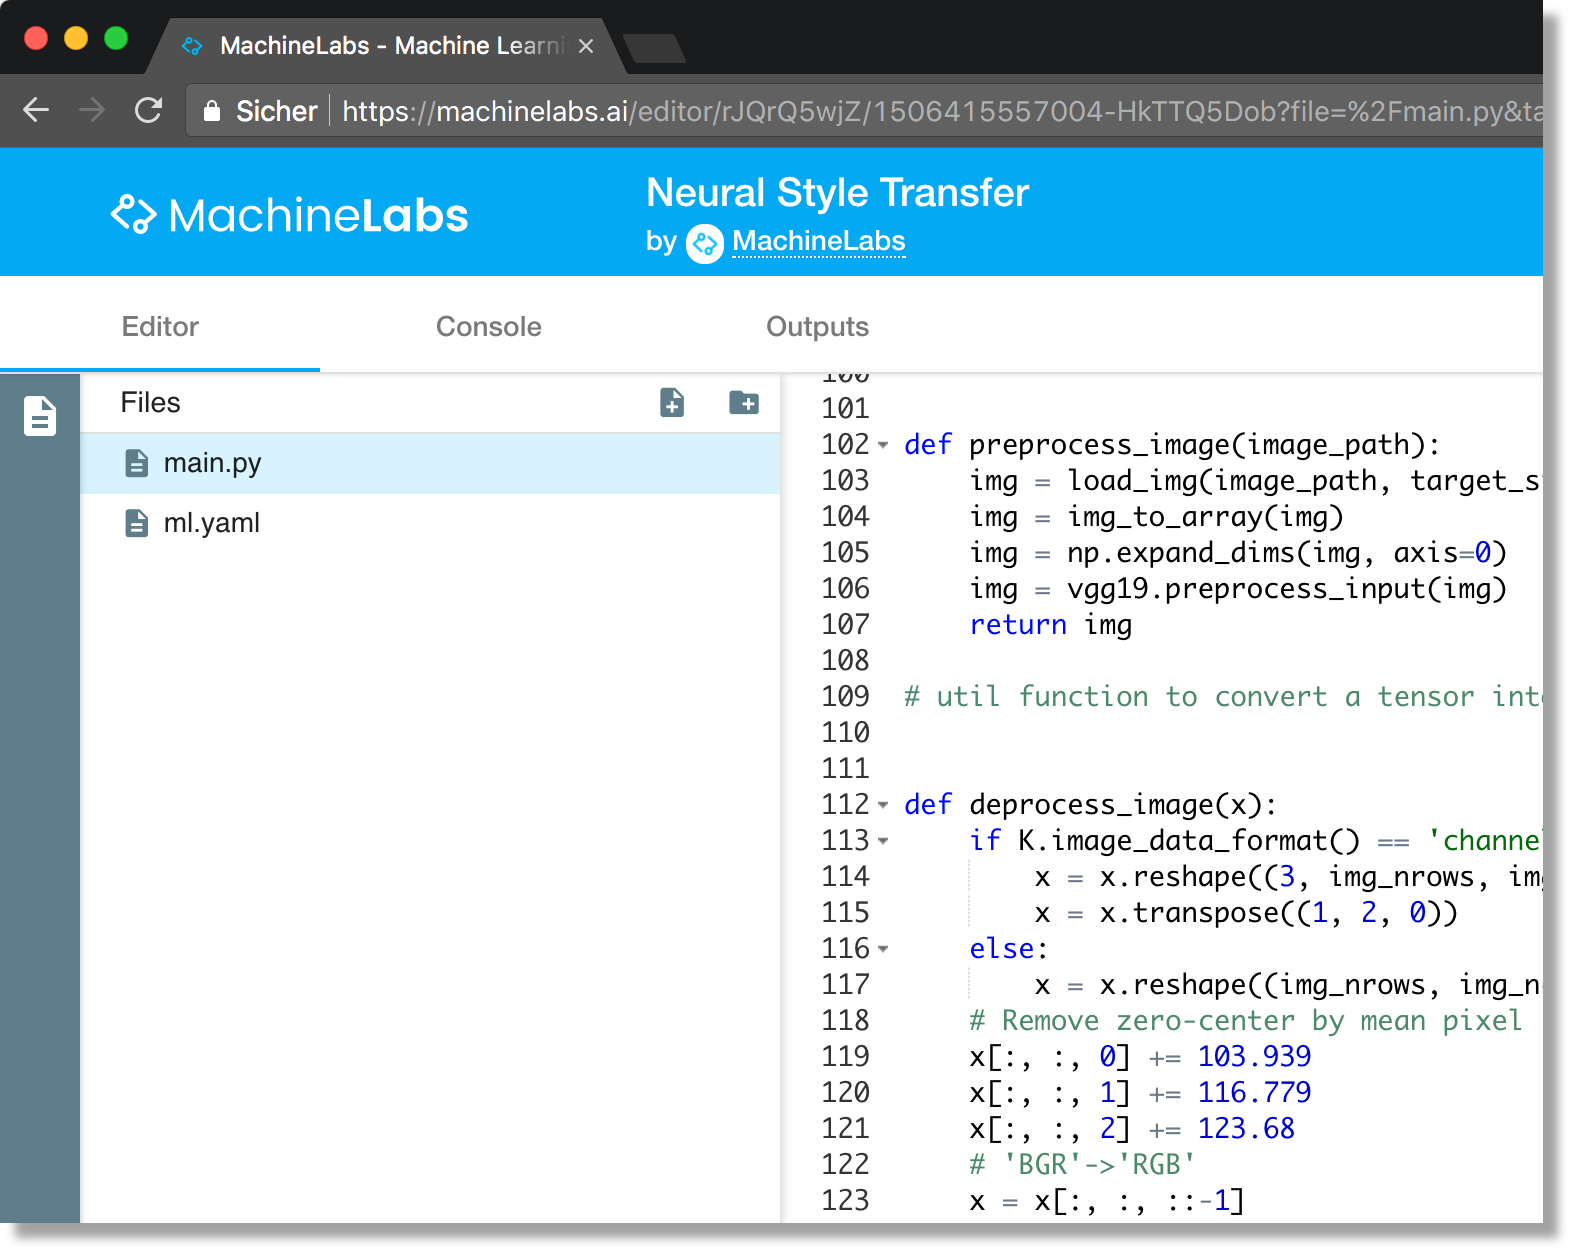 MachineLabs - Machine Learni
Sicher https://machinelabs.ai/editor/rJQrQ5wjZ/1506415557004-HkTTQ5Dob?file=%2Fmain.py&ta
MachineLabs
Neural Style Transfer
by MachineLabs
Editor Console Outputs
Files
main.py
ml.yaml
100
101
102 def preprocess_image(image_path):
103 img = load_img(image_path, target_s
104 img = img_to_array(img)
105 img = np.expand_dims(img, axis=0)
106 img = vgg19.preprocess_input(img)
107 return img
108
109 # util function to convert a tensor into
110
111
112 def deprocess_image(x):
113 if K.image_data_format() == 'channel
114 x = x.reshape((3, img_nrows, img
115 x = x.transpose((1, 2, 0))
116 else:
117 x = x.reshape((img_nrows, img_n
118 # Remove zero-center by mean pixel
119 x[:, :, 0] += 103.939
120 x[:, :, 1] += 116.779
121 x[:, :, 2] += 123.68
122 # 'BGR'->'RGB'
123 x = x[:, :, ::-1]